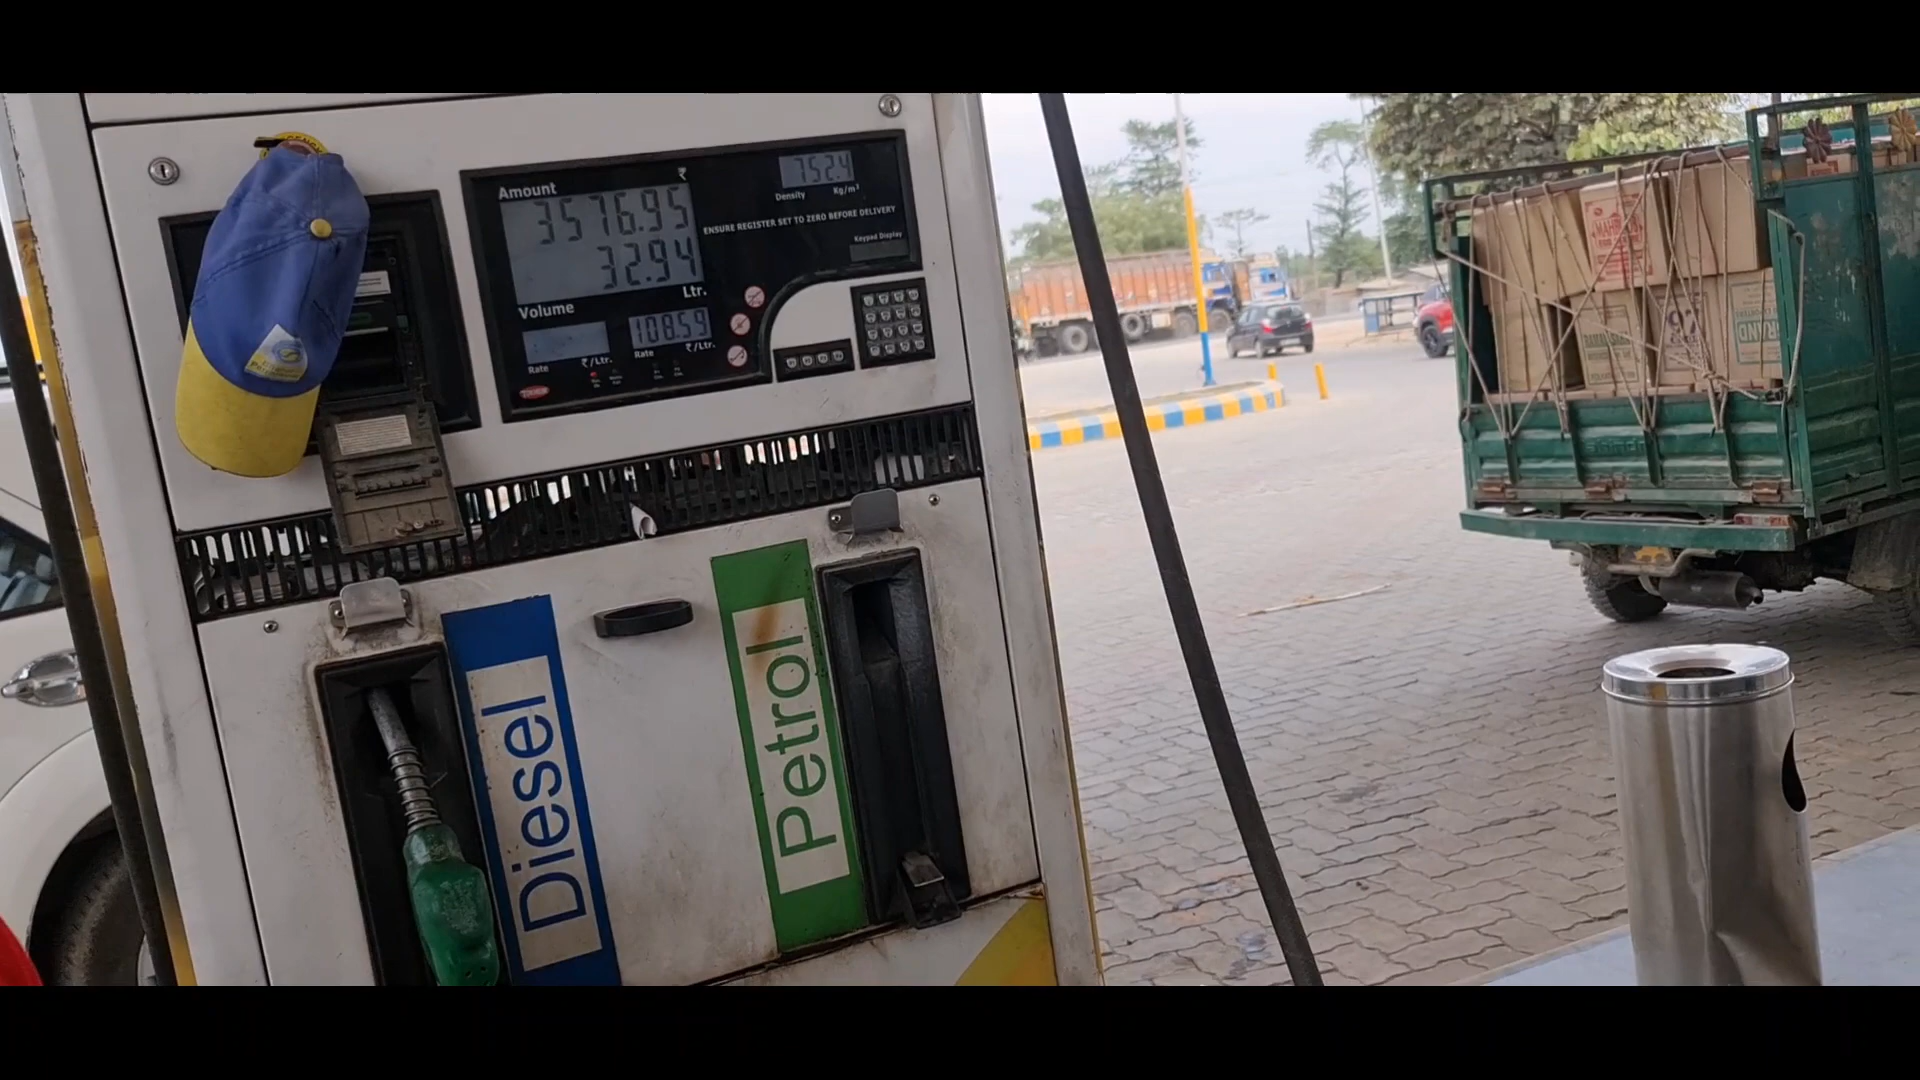 Amount
₹
3576.95
32.94
Volume
Ltr.
752.4
Density
Kg/m³
ENSURE REGISTER SET TO ZERO BEFORE DELIVERY
Keypad Display
108.59
Rate
₹/Ltr.
Rate
₹/Ltr.
Diesel
Petrol